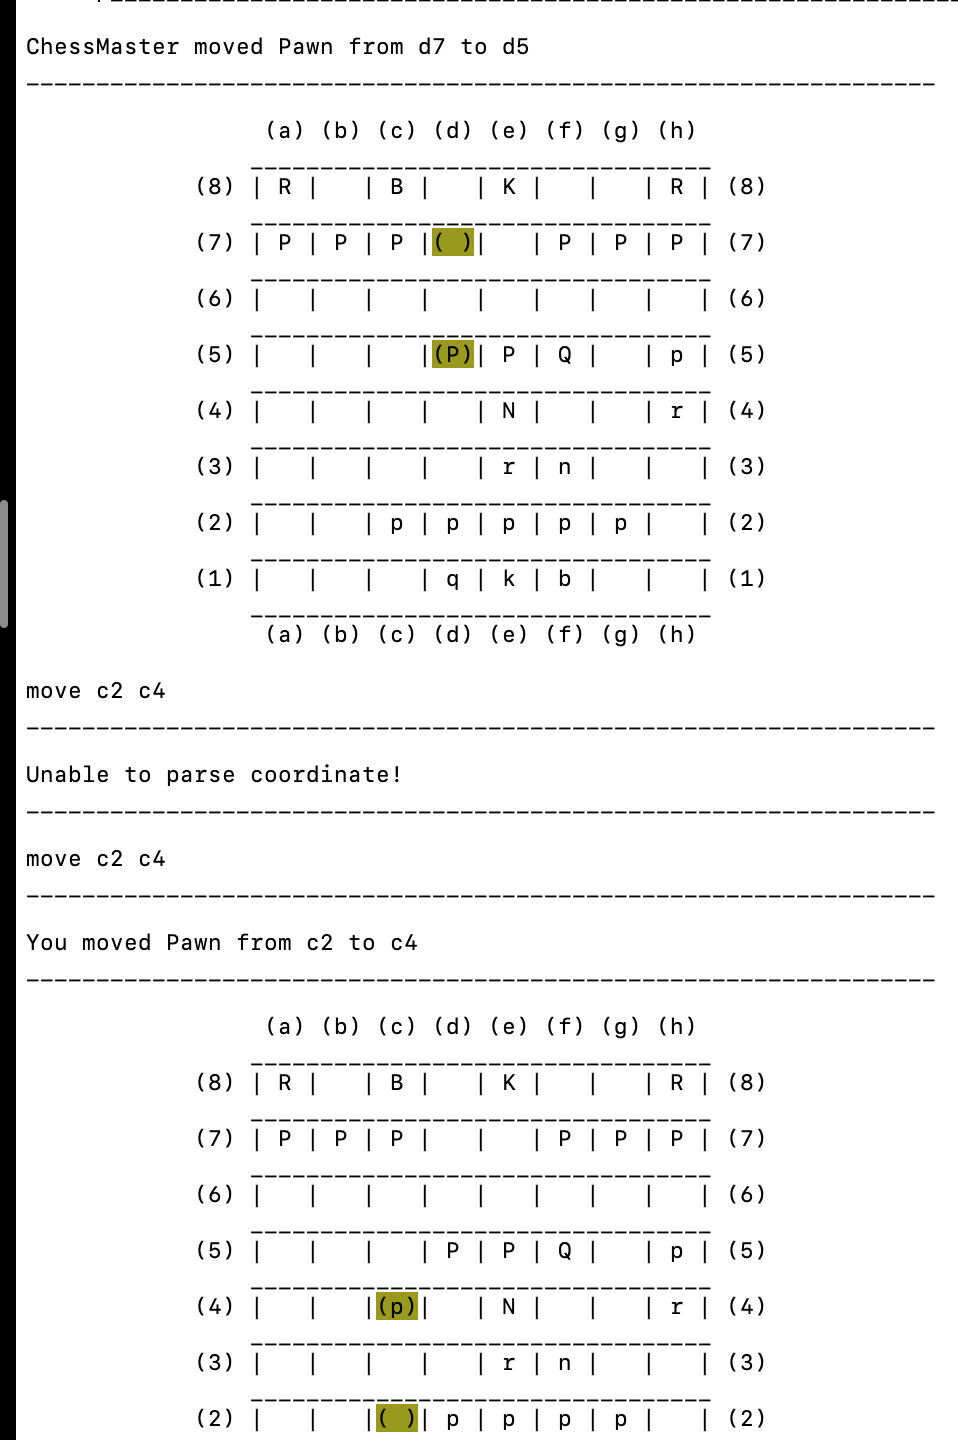 ChessMaster moved Pawn from d7 to d5
(a) (b) (c) (d) (e) (f) (g) (h)
(8) | R |   | B |   | K |   |   | R | (8)
(7) | P | P | P |( )|   | P | P | P | (7)
(6) |   |   |   |   |   |   |   |   | (6)
(5) |   |   |   |(P)| P | Q |   | p | (5)
(4) |   |   |   |   | N |   |   | r | (4)
(3) |   |   |   |   | r | n |   |   | (3)
(2) |   |   | p | p | p | p | p |   | (2)
(1) |   |   |   | q | k | b |   |   | (1)
(a) (b) (c) (d) (e) (f) (g) (h)
move c2 c4
Unable to parse coordinate!
move c2 c4
You moved Pawn from c2 to c4
(a) (b) (c) (d) (e) (f) (g) (h)
(8) | R |   | B |   | K |   |   | R | (8)
(7) | P | P | P |   |   | P | P | P | (7)
(6) |   |   |   |   |   |   |   |   | (6)
(5) |   |   |   | P | P | Q |   | p | (5)
(4) |   |   |(p)|   | N |   |   | r | (4)
(3) |   |   |   |   | r | n |   |   | (3)
(2) |   |   |( )| p | p | p | p |   | (2)